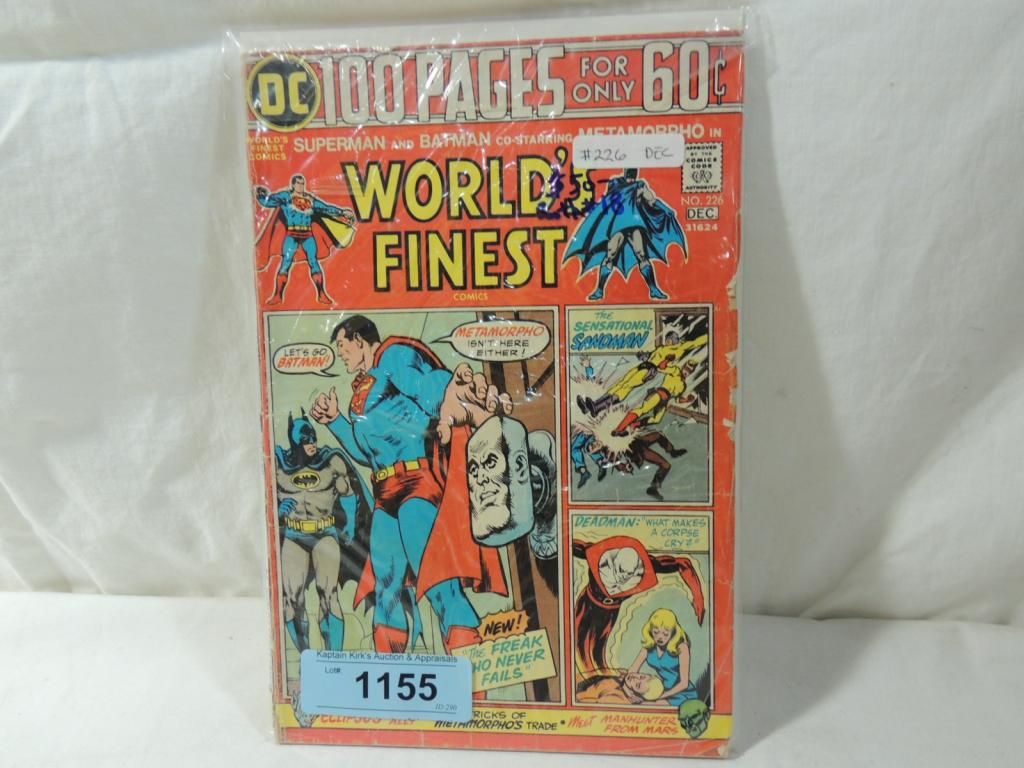 DC 100 PAGES FOR ONLY 60¢
WORLD'S FINEST COMICS
SUPERMAN AND BATMAN CO-STARRING METAMORPHO IN
#226 DEC
APPROVED BY THE COMICS CODE AUTHORITY
WORLD'S
FINEST
COMICS
NO. 226
DEC.
31624
LET'S GO, BATMAN!
METAMORPHO ISN'T HERE EITHER!
THE SENSATIONAL SANDMAN
DEADMAN: "WHAT MAKES A CORPSE CRY?"
NEW!
"THE FREAK
WHO NEVER
FAILS"
Kaptain Kirk's Auction & Appraisals
Lot#:
1155
ID-290
TRICKS OF METAMORPHO'S TRADE • MEET MANHUNTER FROM MARS